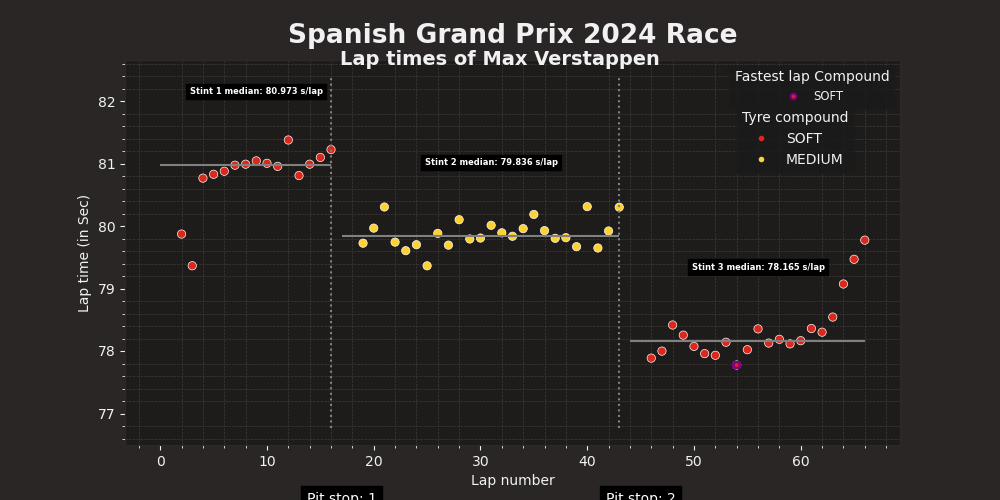 Spanish Grand Prix 2024 Race
Lap times of Max Verstappen
Fastest lap Compound
SOFT
Tyre compound
SOFT
MEDIUM
Stint 1 median: 80.973 s/lap
Stint 2 median: 79.836 s/lap
Stint 3 median: 78.165 s/lap
Lap time (in Sec)
82
81
80
79
78
77
0 10 20 30 40 50 60
Lap number
Pit stop: 1
Pit stop: 2